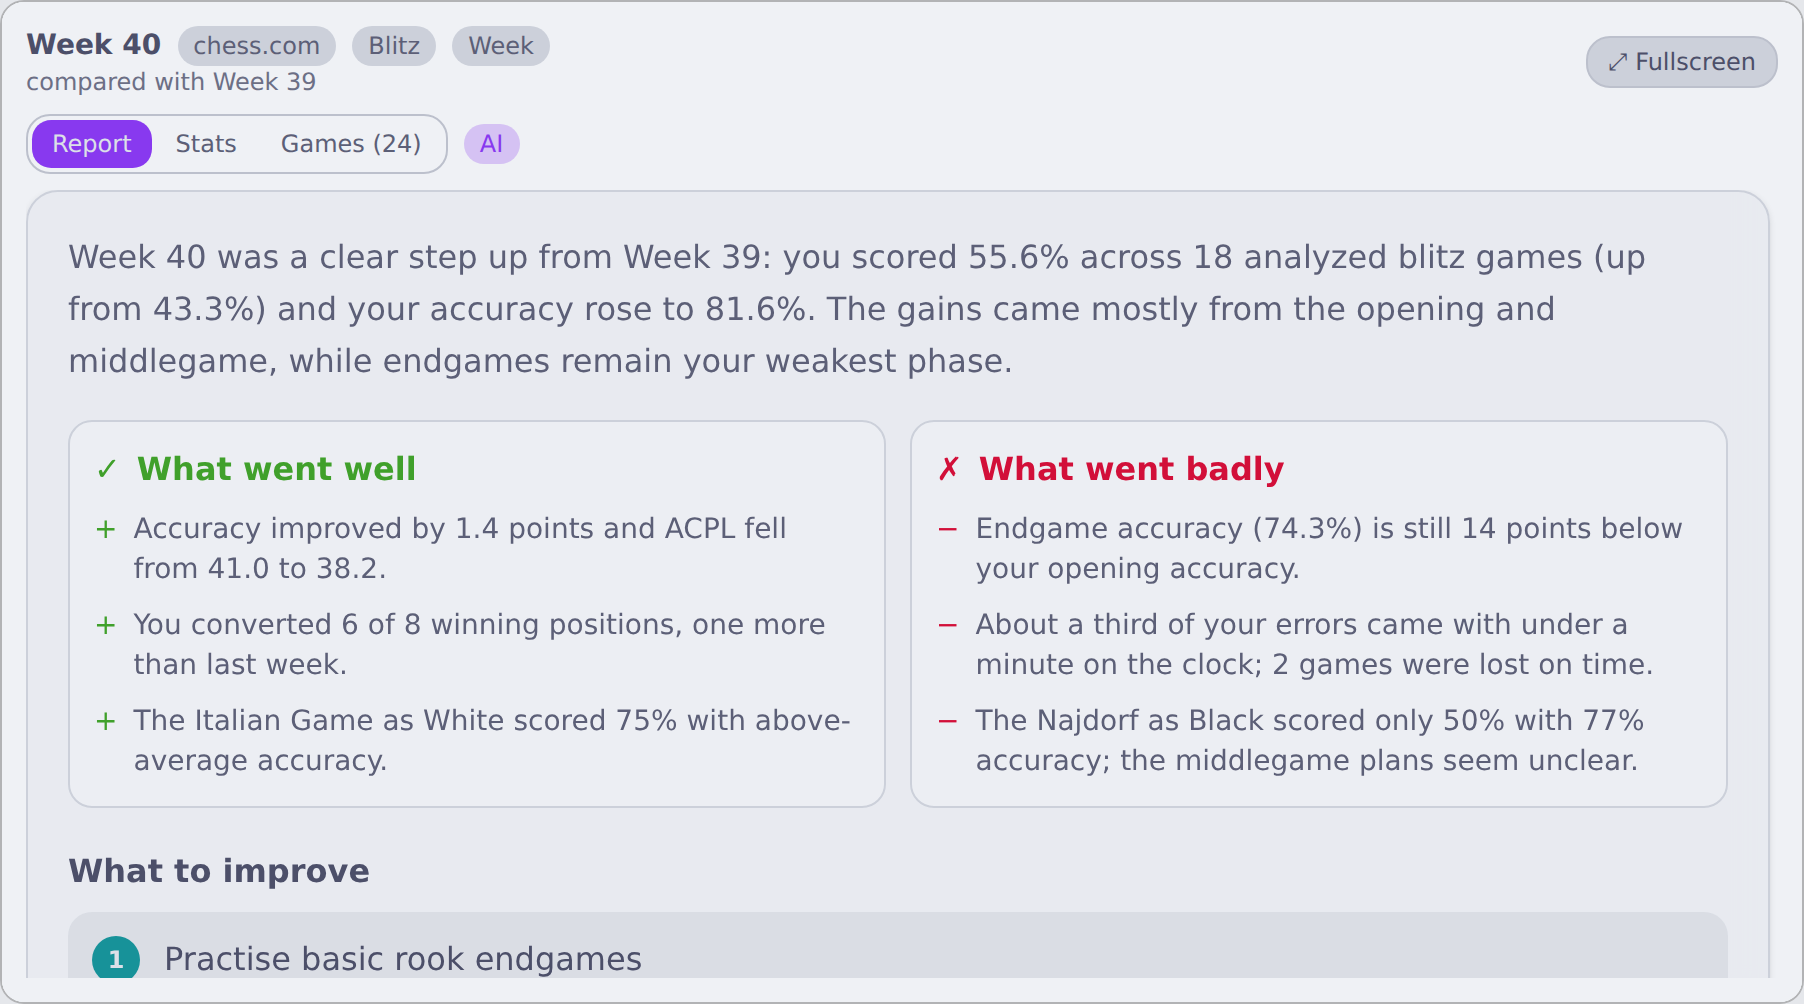 Week 40 chess.com Blitz Week
compared with Week 39
⤢ Fullscreen
Report Stats Games (24) AI
Week 40 was a clear step up from Week 39: you scored 55.6% across 18 analyzed blitz games (up
from 43.3%) and your accuracy rose to 81.6%. The gains came mostly from the opening and
middlegame, while endgames remain your weakest phase.
✓ What went well
+ Accuracy improved by 1.4 points and ACPL fell
from 41.0 to 38.2.
+ You converted 6 of 8 winning positions, one more
than last week.
+ The Italian Game as White scored 75% with above-
average accuracy.
✗ What went badly
− Endgame accuracy (74.3%) is still 14 points below
your opening accuracy.
− About a third of your errors came with under a
minute on the clock; 2 games were lost on time.
− The Najdorf as Black scored only 50% with 77%
accuracy; the middlegame plans seem unclear.
What to improve
1 Practise basic rook endgames